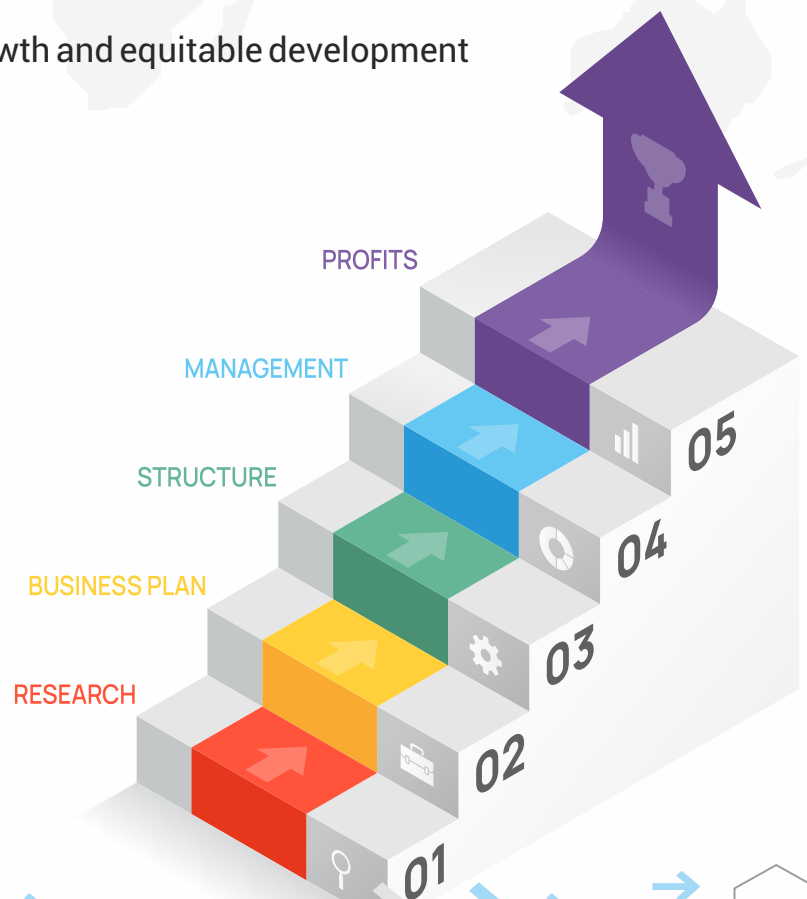 wth and equitable development
PROFITS
MANAGEMENT
STRUCTURE
BUSINESS PLAN
RESEARCH
05
04
03
02
01